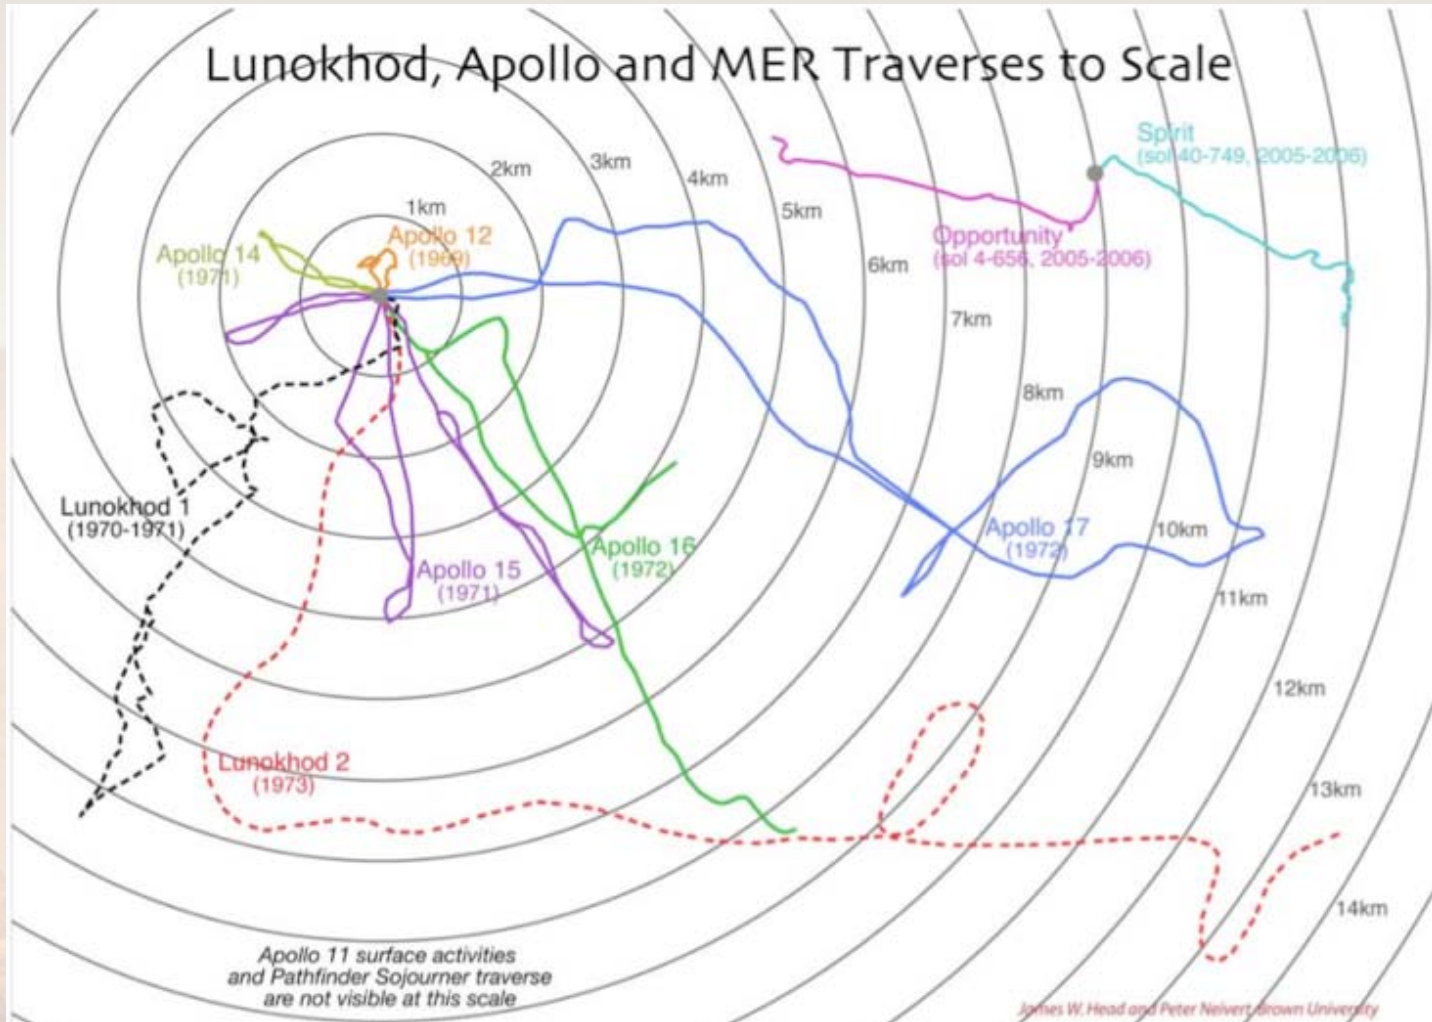 Lunokhod, Apollo and MER Traverses to Scale
Spirit
(sol 40-749, 2005-2006)
3km
2km
4km
1km
5km
Apollo 14
(1971)
Apollo 12
(1969)
Opportunity
(sol 4-656, 2005-2006)
6km
7km
8km
9km
Lunokhod 1
(1970-1971)
Apollo 17
(1972)
10km
Apollo 16
(1972)
Apollo 15
(1971)
11km
12km
Lunokhod 2
(1973)
13km
14km
Apollo 11 surface activities
and Pathfinder Sojourner traverse
are not visible at this scale
James W. Head and Peter Neivert, Brown University